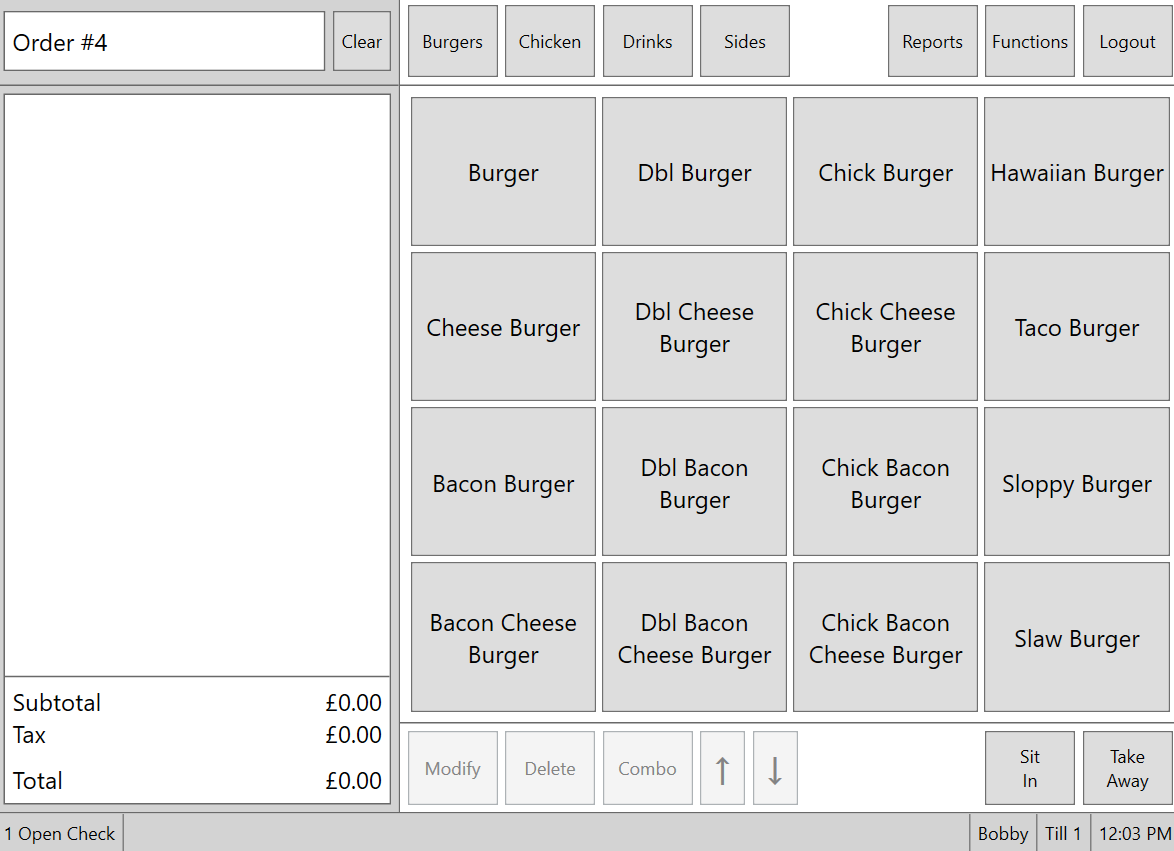 Order #4
Clear
Burgers
Chicken
Drinks
Sides
Reports
Functions
Logout
Burger
Dbl Burger
Chick Burger
Hawaiian Burger
Cheese Burger
Dbl Cheese
Burger
Chick Cheese
Burger
Taco Burger
Bacon Burger
Dbl Bacon
Burger
Chick Bacon
Burger
Sloppy Burger
Bacon Cheese
Burger
Dbl Bacon
Cheese Burger
Chick Bacon
Cheese Burger
Slaw Burger
Subtotal £0.00
Tax £0.00
Total £0.00
Modify
Delete
Combo
↑
↓
Sit
In
Take
Away
1 Open Check
Bobby
Till 1
12:03 PM